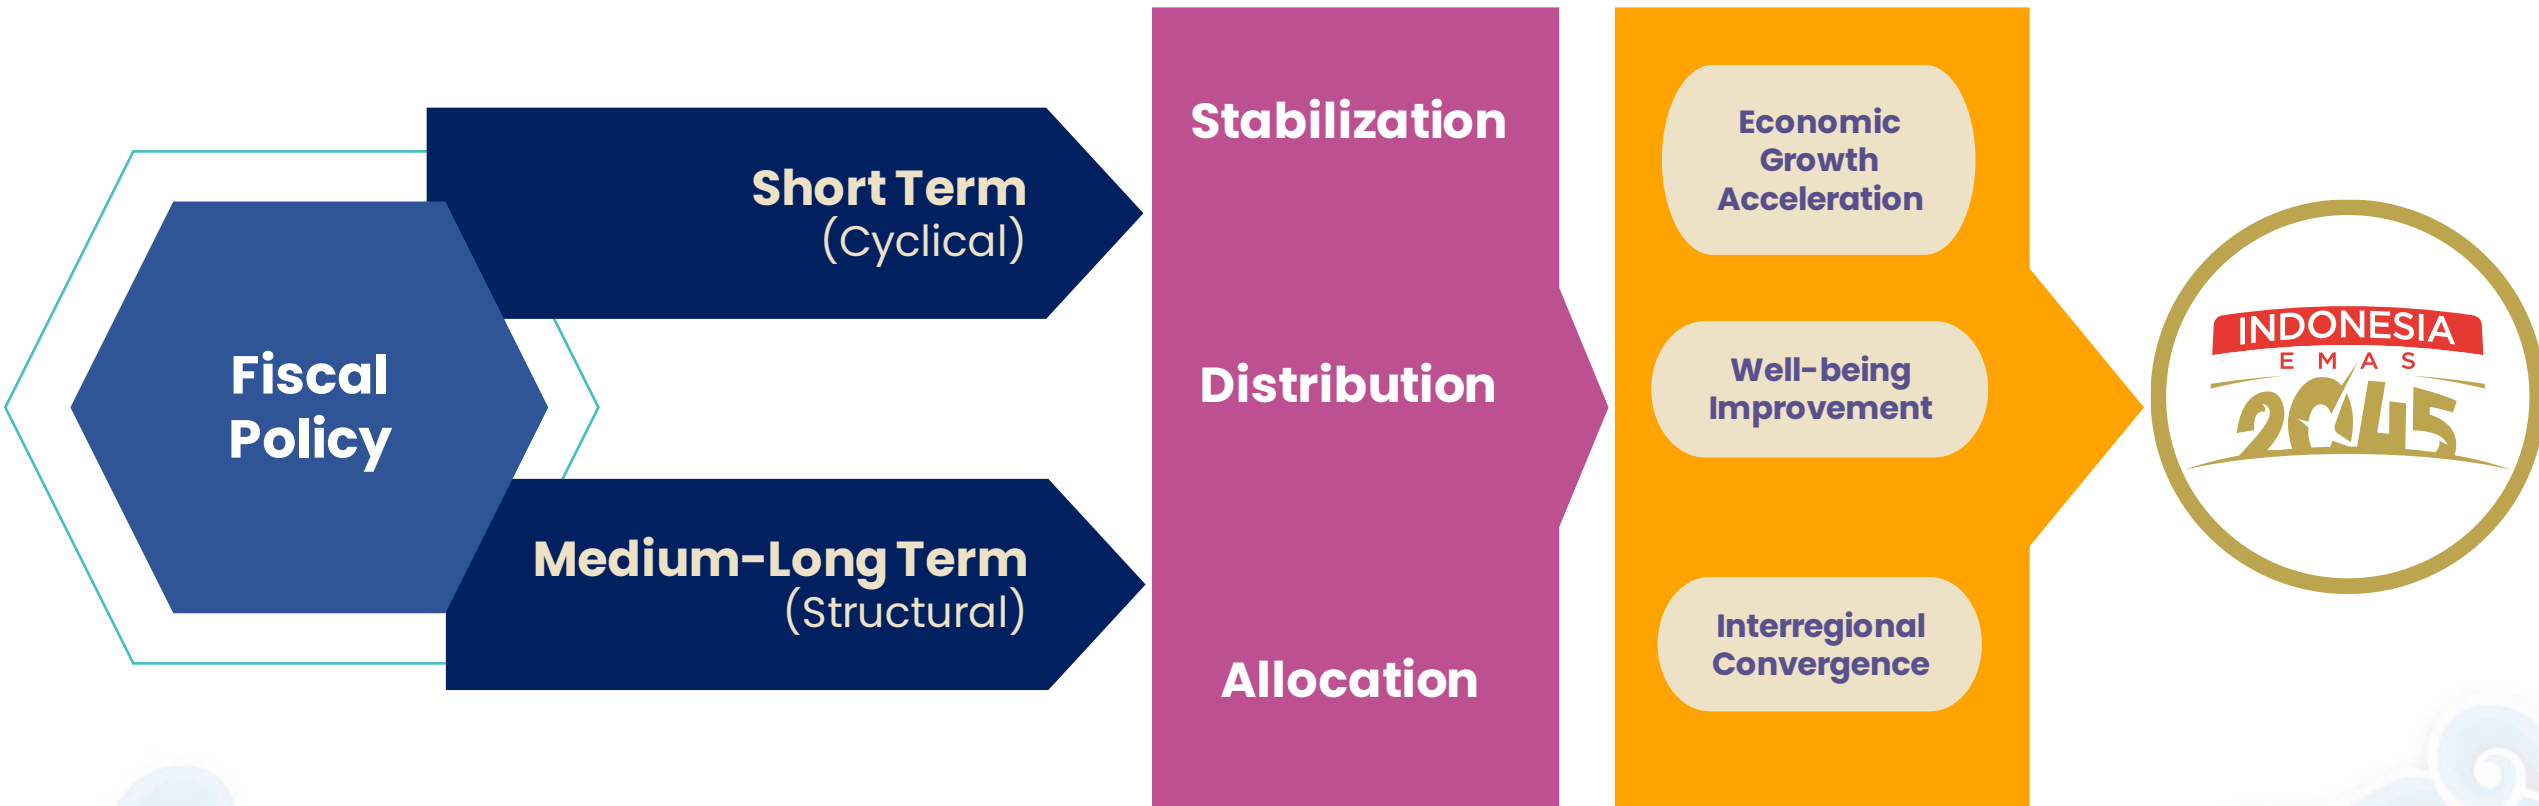 Fiscal
Policy
Short Term
(Cyclical)
Medium-Long Term
(Structural)
Stabilization
Distribution
Allocation
Economic
Growth
Acceleration
Well-being
Improvement
Interregional
Convergence
INDONESIA
EMAS
2045